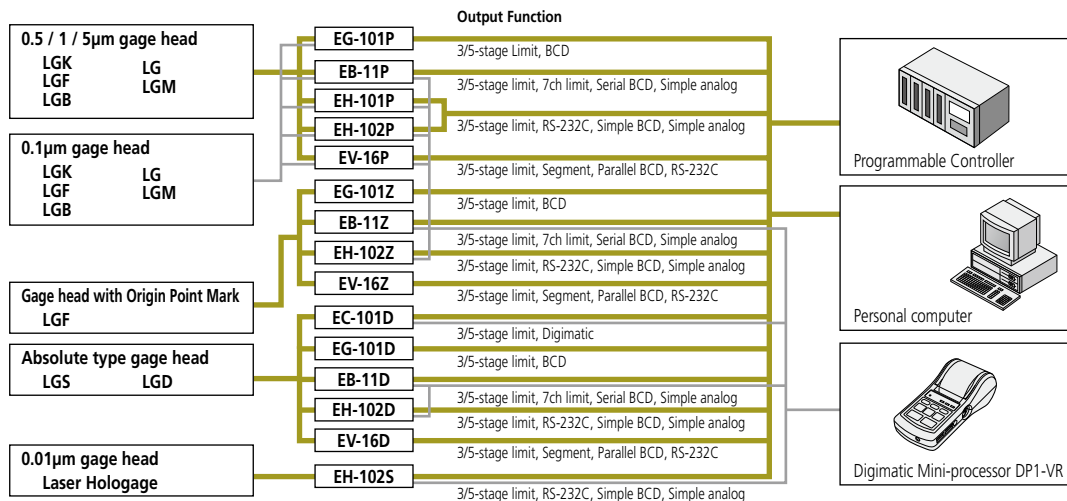 Output Function
0.5 / 1 / 5µm gage head
LGK LG
LGF LGM
LGB
0.1µm gage head
LGK LG
LGF LGM
LGB
Gage head with Origin Point Mark
LGF
Absolute type gage head
LGS LGD
0.01µm gage head
Laser Hologage
EG-101P
3/5-stage Limit, BCD
EB-11P
3/5-stage limit, 7ch limit, Serial BCD, Simple analog
EH-101P
EH-102P
3/5-stage limit, RS-232C, Simple BCD, Simple analog
EV-16P
3/5-stage limit, Segment, Parallel BCD, RS-232C
EG-101Z
3/5-stage limit, BCD
EB-11Z
3/5-stage limit, 7ch limit, Serial BCD, Simple analog
EH-102Z
3/5-stage limit, RS-232C, Simple BCD, Simple analog
EV-16Z
3/5-stage limit, Segment, Parallel BCD, RS-232C
EC-101D
3/5-stage limit, Digimatic
EG-101D
3/5-stage limit, BCD
EB-11D
3/5-stage limit, 7ch limit, Serial BCD, Simple analog
EH-102D
3/5-stage limit, RS-232C, Simple BCD, Simple analog
EV-16D
3/5-stage limit, Segment, Parallel BCD, RS-232C
EH-102S
3/5-stage limit, RS-232C, Simple BCD, Simple analog
Programmable Controller
Personal computer
Digimatic Mini-processor DP1-VR